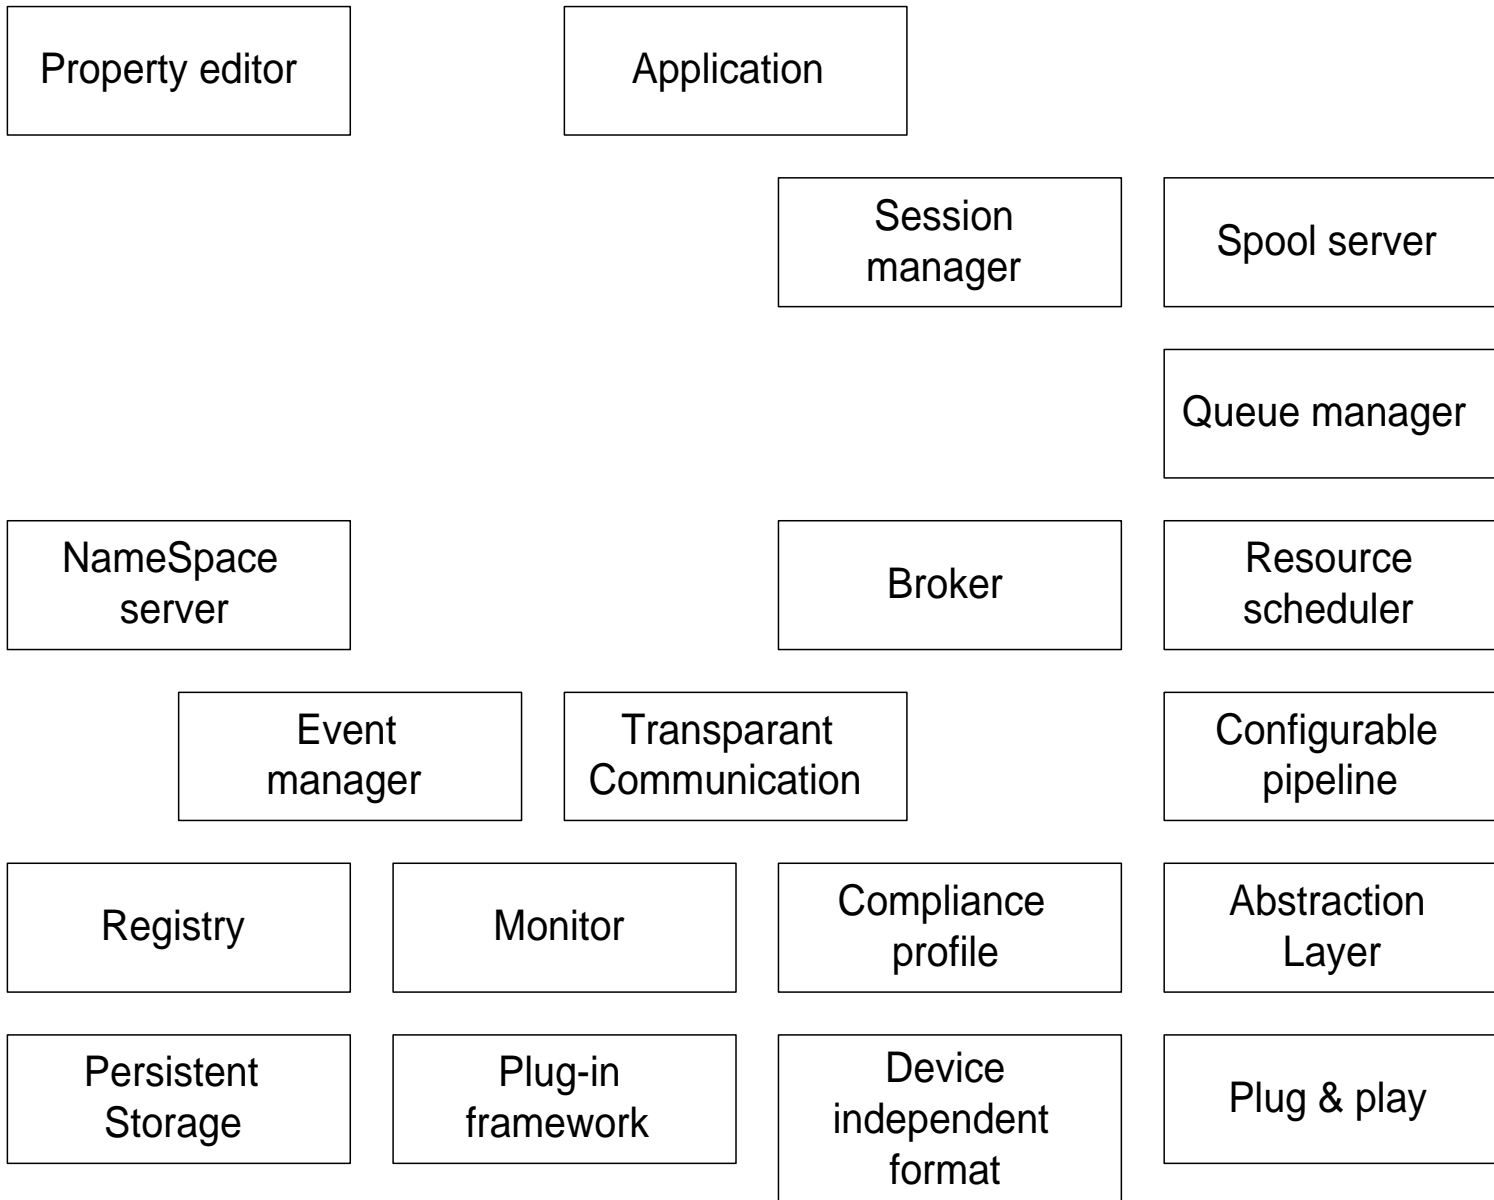 Property editor
Application
Session
manager
Spool server
Queue manager
NameSpace
server
Broker
Resource
scheduler
Event
manager
Transparant
Communication
Configurable
pipeline
Registry
Monitor
Compliance
profile
Abstraction
Layer
Persistent
Storage
Plug-in
framework
Device
independent
format
Plug & play